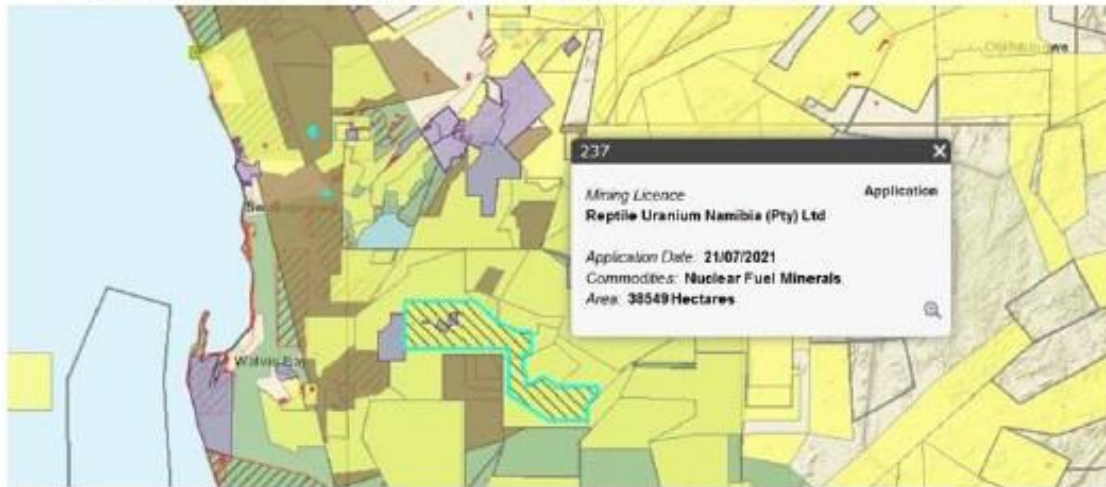 237
Mining Licence
Application
Reptile Uranium Namibia (Pty) Ltd
Application Date: 21/07/2021
Commodities: Nuclear Fuel Minerals
Area: 38549 Hectares
Walvis Bay